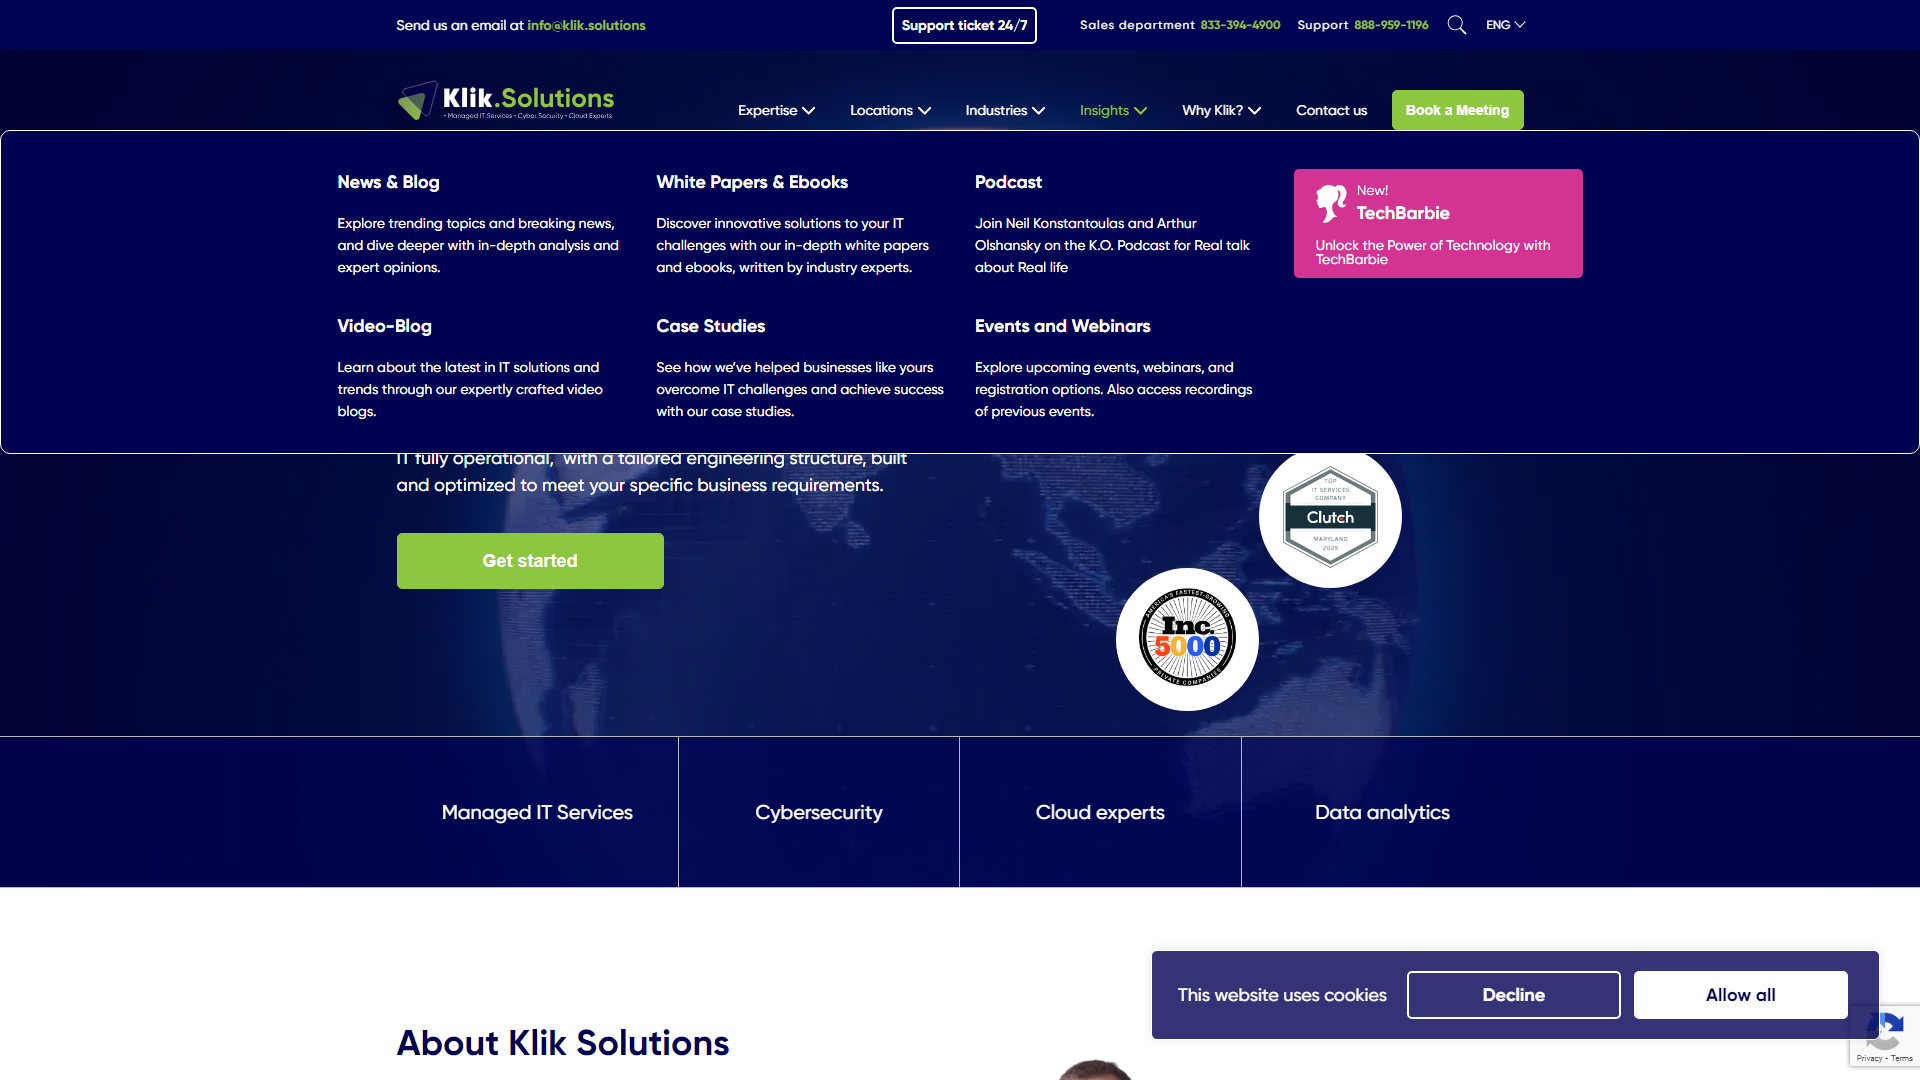 Send us an email at info@klik.solutions
Support ticket 24/7
Sales department 833-394-4900
Support 888-959-1196
ENG
Klik.Solutions
• Managed IT Services • Cyber Security • Cloud Experts
Expertise
Locations
Industries
Insights
Why Klik?
Contact us
Book a Meeting
News & Blog
Explore trending topics and breaking news,
and dive deeper with in-depth analysis and
expert opinions.
White Papers & Ebooks
Discover innovative solutions to your IT
challenges with our in-depth white papers
and ebooks, written by industry experts.
Podcast
Join Neil Konstantoulas and Arthur
Olshansky on the K.O. Podcast for Real talk
about Real life
New!
TechBarbie
Unlock the Power of Technology with
TechBarbie
Video-Blog
Learn about the latest in IT solutions and
trends through our expertly crafted video
blogs.
Case Studies
See how we’ve helped businesses like yours
overcome IT challenges and achieve success
with our case studies.
Events and Webinars
Explore upcoming events, webinars, and
registration options. Also access recordings
of previous events.
IT fully operational, with a tailored engineering structure, built
and optimized to meet your specific business requirements.
Get started
TOP
IT SERVICES
COMPANY
Clutch
MARYLAND
2025
AMERICA'S FASTEST-GROWING
Inc.
5000
PRIVATE COMPANIES
Managed IT Services
Cybersecurity
Cloud experts
Data analytics
About Klik Solutions
This website uses cookies
Decline
Allow all
Privacy - Terms